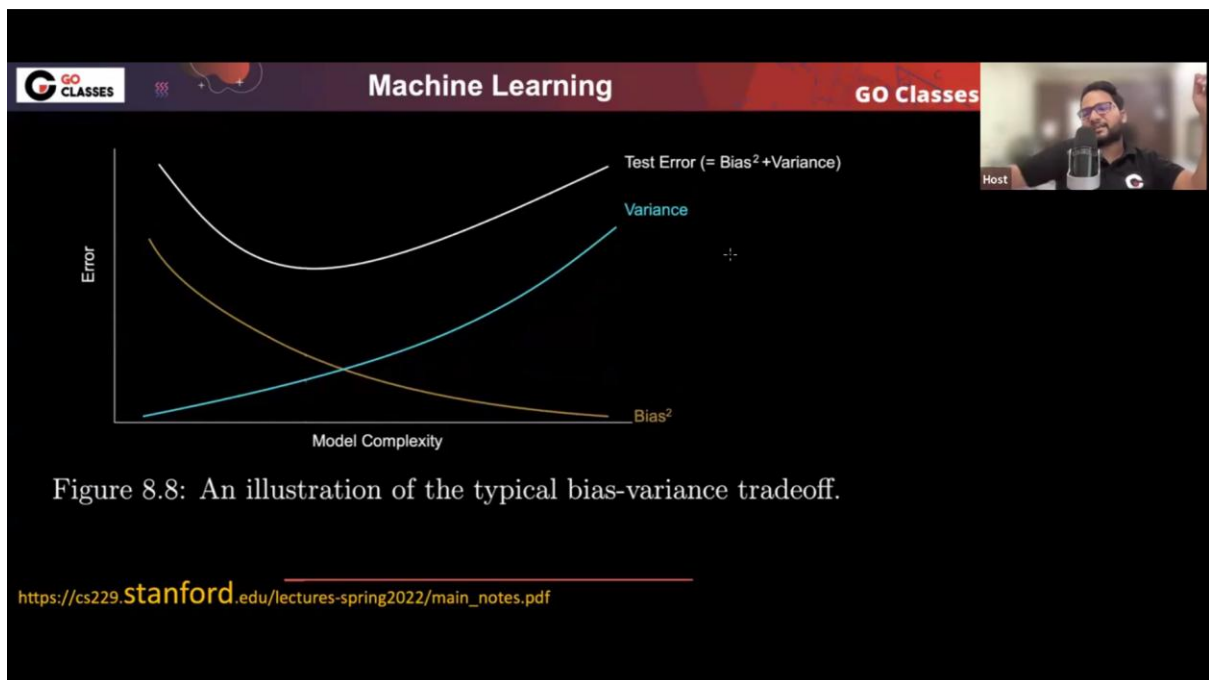 GO
CLASSES
Machine Learning
GO Classes
Host
Test Error (= Bias² +Variance)
Variance
Error
Bias²
Model Complexity
Figure 8.8: An illustration of the typical bias-variance tradeoff.
https://cs229.stanford.edu/lectures-spring2022/main_notes.pdf